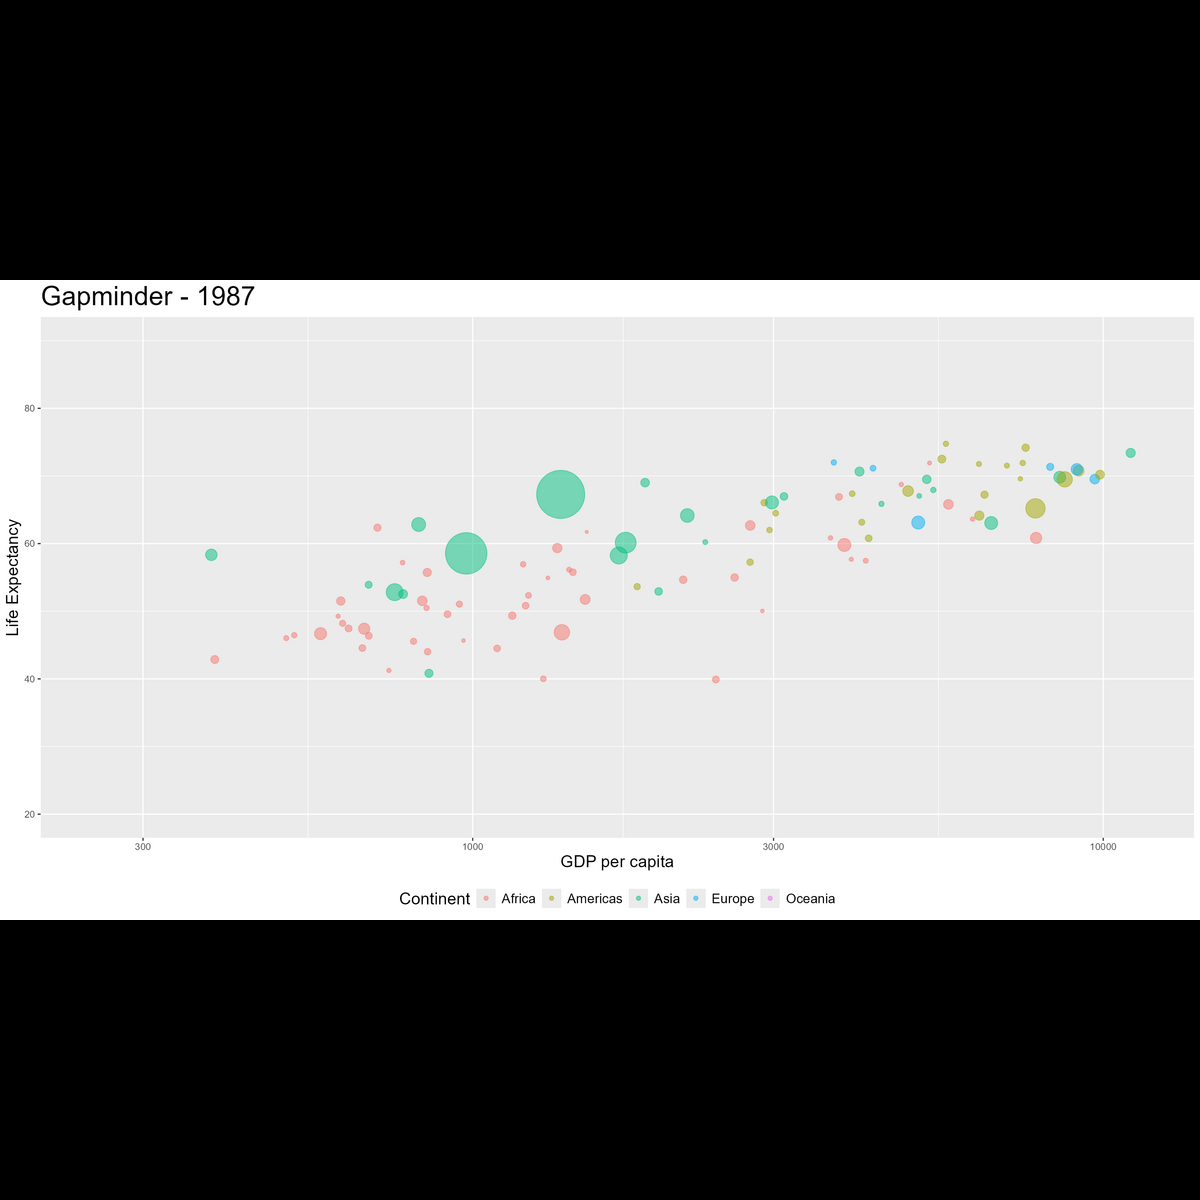 Gapminder - 1987
Life Expectancy
80
60
40
20
300 1000 3000 10000
GDP per capita
Continent Africa Americas Asia Europe Oceania